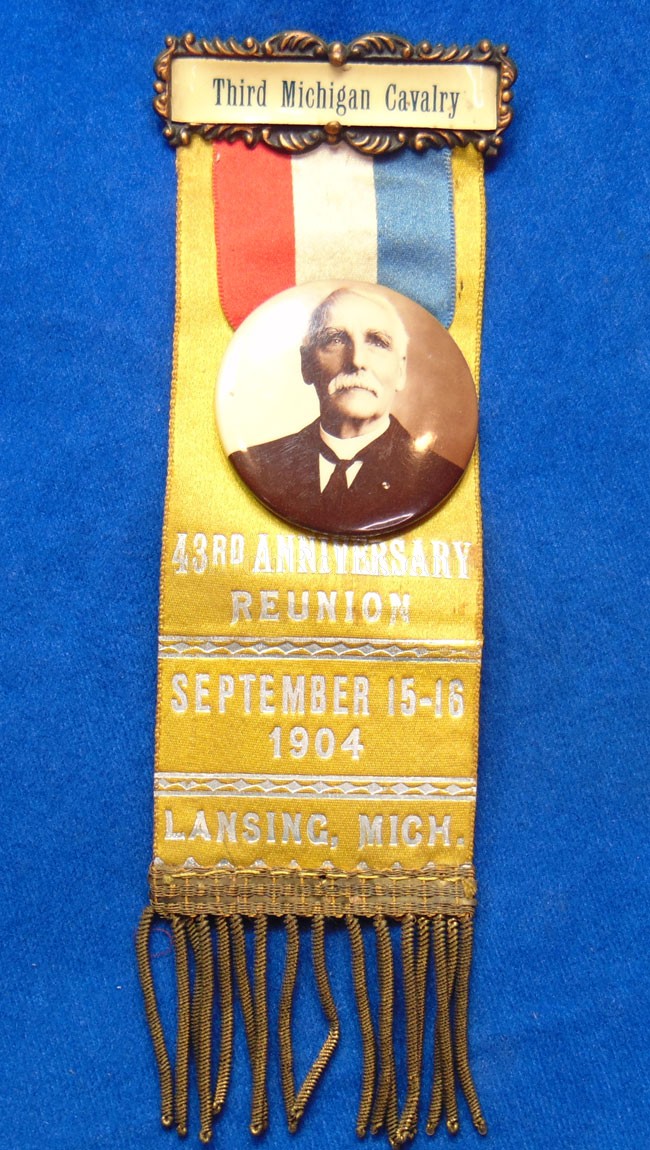 Third Michigan Cavalry
43RD ANNIVERSARY
REUNION
SEPTEMBER 15-16
1904
LANSING, MICH.